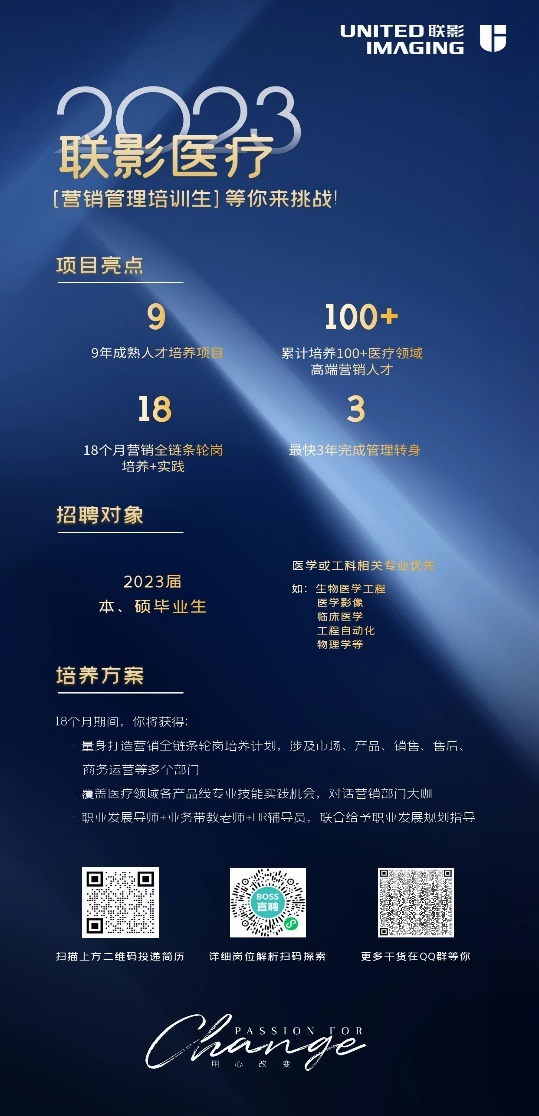 UNITED 联影
IMAGING
2023
联影医疗
[营销管理培训生] 等你来挑战!
项目亮点
9
9年成熟人才培养项目
100+
累计培养100+医疗领域
高端营销人才
18
18个月营销全链条轮岗
培养+实践
3
最快3年完成管理转身
招聘对象
2023届
本、硕毕业生
医学或工科相关专业优先
如：生物医学工程
医学影像
临床医学
工程自动化
物理学等
培养方案
18个月期间，你将获得：
- 量身打造营销全链条轮岗培养计划，涉及市场、产品、销售、售后、
商务运营等多个部门
- 覆盖医疗领域各产品线专业技能实践机会，对话营销部门大咖
- 职业发展导师+业务带教老师+HR辅导员，联合给予职业发展规划指导
BOSS
直聘
扫描上方二维码投递简历
详细岗位解析扫码探索
更多干货在QQ群等你
PASSION FOR
Change
用 心 改 变